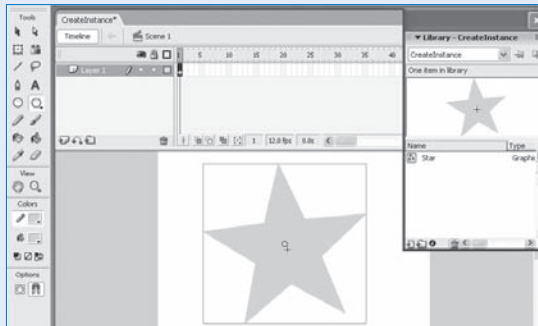 Tools
View
Colors
Options
CreateInstance*
Timeline
Scene 1
5 10 15 20 25 30 35 40
Layer 1
1 12.0 fps 0.0s
Library - CreateInstance
CreateInstance
One item in library
Name Type
Star Graphi